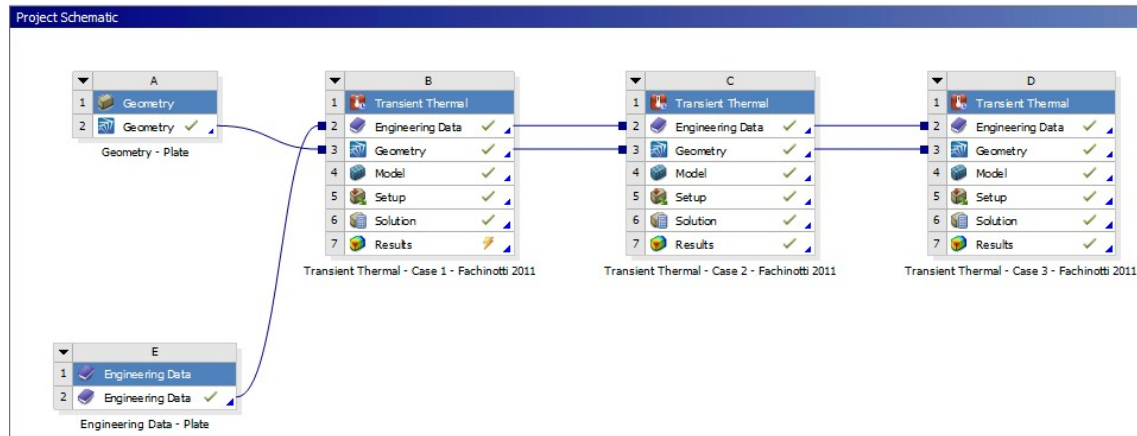 Project Schematic
A
1 Geometry
2 Geometry
Geometry - Plate
B
1 Transient Thermal
2 Engineering Data
3 Geometry
4 Model
5 Setup
6 Solution
7 Results
Transient Thermal - Case 1 - Fachinotti 2011
C
1 Transient Thermal
2 Engineering Data
3 Geometry
4 Model
5 Setup
6 Solution
7 Results
Transient Thermal - Case 2 - Fachinotti 2011
D
1 Transient Thermal
2 Engineering Data
3 Geometry
4 Model
5 Setup
6 Solution
7 Results
Transient Thermal - Case 3 - Fachinotti 2011
E
1 Engineering Data
2 Engineering Data
Engineering Data - Plate